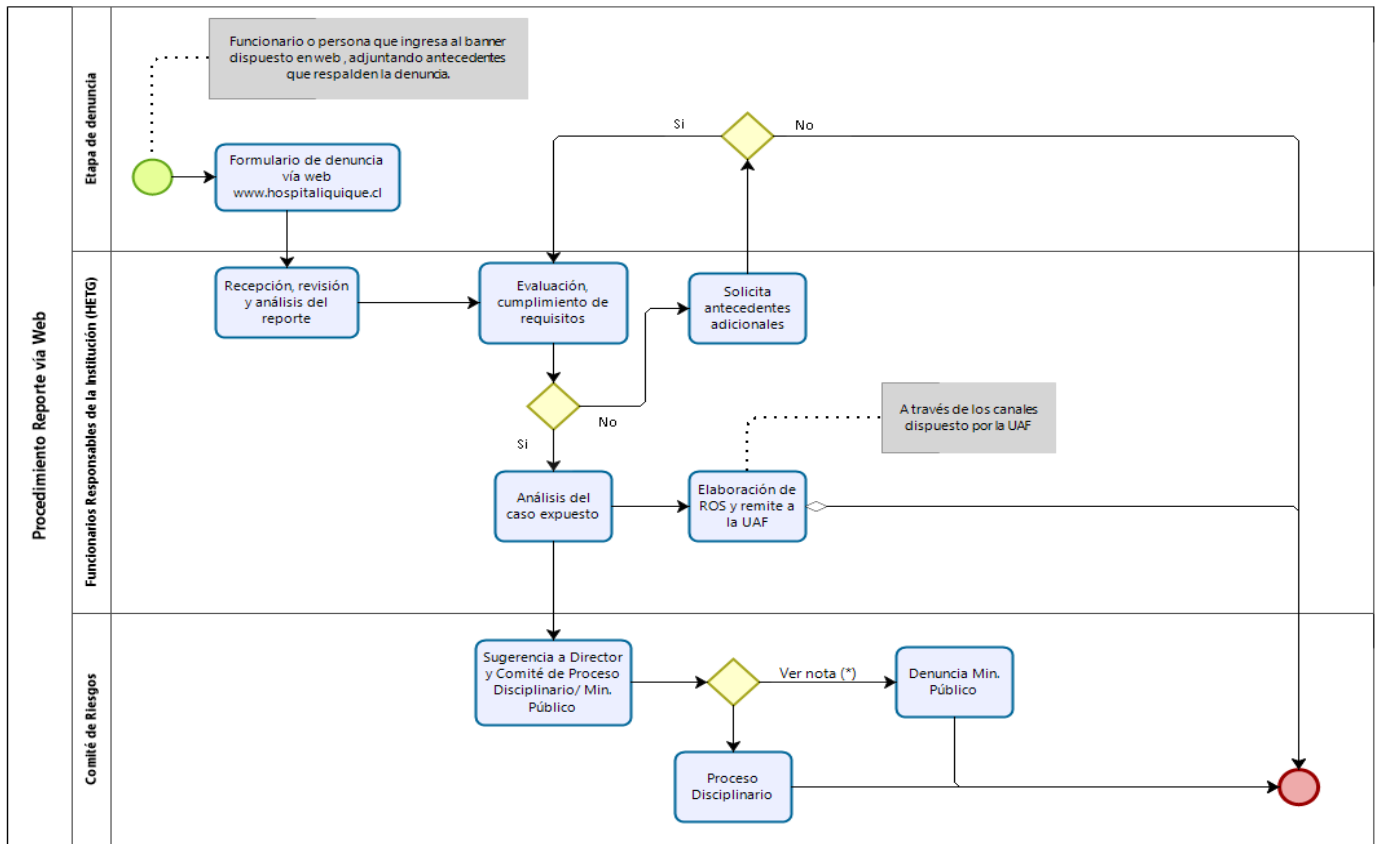 Procedimiento Reporte vía Web
Etapa de denuncia
Funcionario o persona que ingresa al banner
dispuesto en web , adjuntando antecedentes
que respalden la denuncia.
Formulario de denuncia
vía web
www.hospitaliquique.cl
Si
No
Funcionarios Responsables de la Institución (HETG)
Recepción, revisión
y análisis del
reporte
Evaluación,
cumplimiento de
requisitos
Solicita
antecedentes
adicionales
No
Si
A través de los canales
dispuesto por la UAF
Análisis del
caso expuesto
Elaboración de
ROS y remite a
la UAF
Comité de Riesgos
Sugerencia a Director
y Comité de Proceso
Disciplinario/ Min.
Público
Ver nota (*)
Denuncia Min.
Público
Proceso
Disciplinario